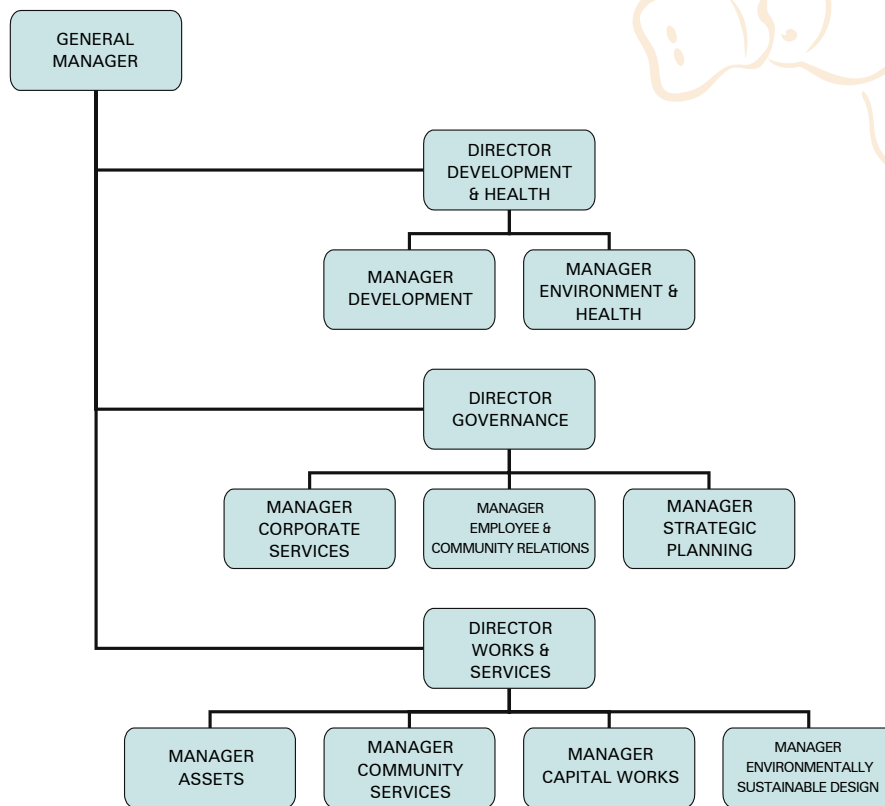 GENERAL
MANAGER
DIRECTOR
DEVELOPMENT
& HEALTH
MANAGER
DEVELOPMENT
MANAGER
ENVIRONMENT &
HEALTH
DIRECTOR
GOVERNANCE
MANAGER
CORPORATE
SERVICES
MANAGER
EMPLOYEE &
COMMUNITY RELATIONS
MANAGER
STRATEGIC
PLANNING
DIRECTOR
WORKS &
SERVICES
MANAGER
ASSETS
MANAGER
COMMUNITY
SERVICES
MANAGER
CAPITAL WORKS
MANAGER
ENVIRONMENTALLY
SUSTAINABLE DESIGN